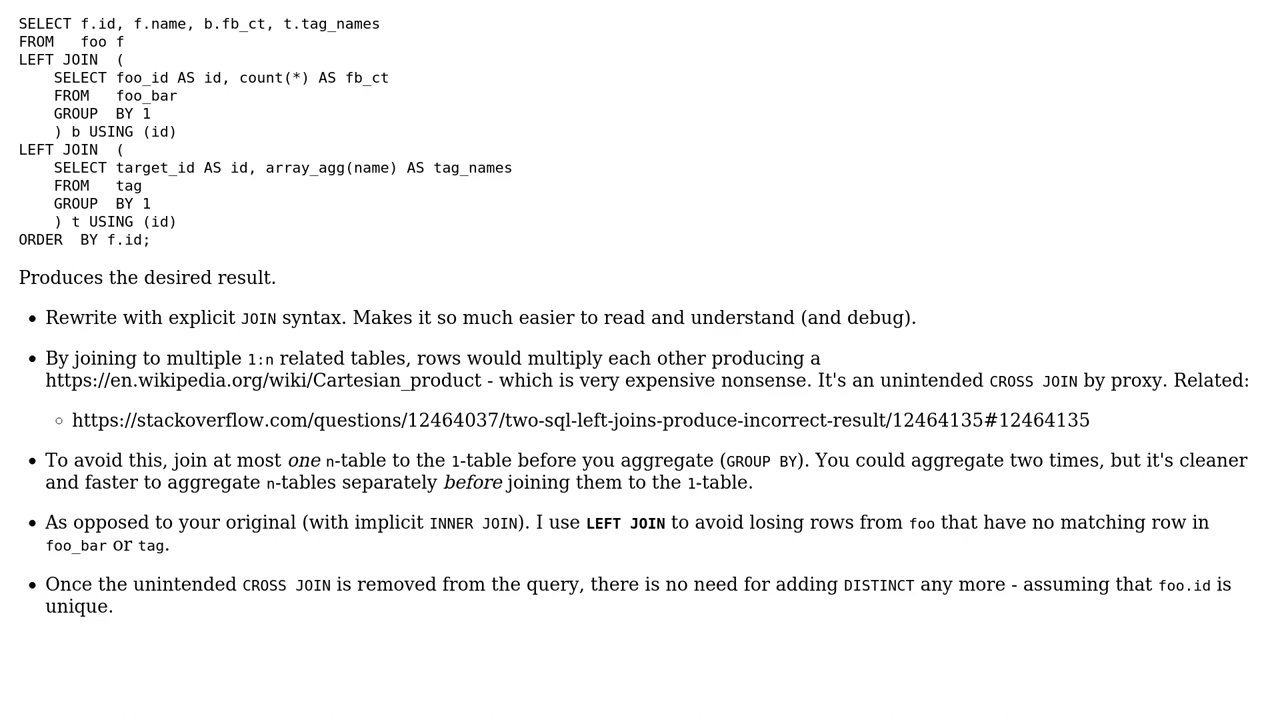 SELECT f.id, f.name, b.fb_ct, t.tag_names
FROM   foo f
LEFT JOIN  (
    SELECT foo_id AS id, count(*) AS fb_ct
    FROM   foo_bar
    GROUP  BY 1
    ) b USING (id)
LEFT JOIN  (
    SELECT target_id AS id, array_agg(name) AS tag_names
    FROM   tag
    GROUP  BY 1
    ) t USING (id)
ORDER  BY f.id;
Produces the desired result.
• Rewrite with explicit JOIN syntax. Makes it so much easier to read and understand (and debug).
• By joining to multiple 1:n related tables, rows would multiply each other producing a
https://en.wikipedia.org/wiki/Cartesian_product - which is very expensive nonsense. It's an unintended CROSS JOIN by proxy. Related:
◦ https://stackoverflow.com/questions/12464037/two-sql-left-joins-produce-incorrect-result/12464135#12464135
• To avoid this, join at most one n-table to the 1-table before you aggregate (GROUP BY). You could aggregate two times, but it's cleaner
and faster to aggregate n-tables separately before joining them to the 1-table.
• As opposed to your original (with implicit INNER JOIN). I use LEFT JOIN to avoid losing rows from foo that have no matching row in
foo_bar or tag.
• Once the unintended CROSS JOIN is removed from the query, there is no need for adding DISTINCT any more - assuming that foo.id is
unique.